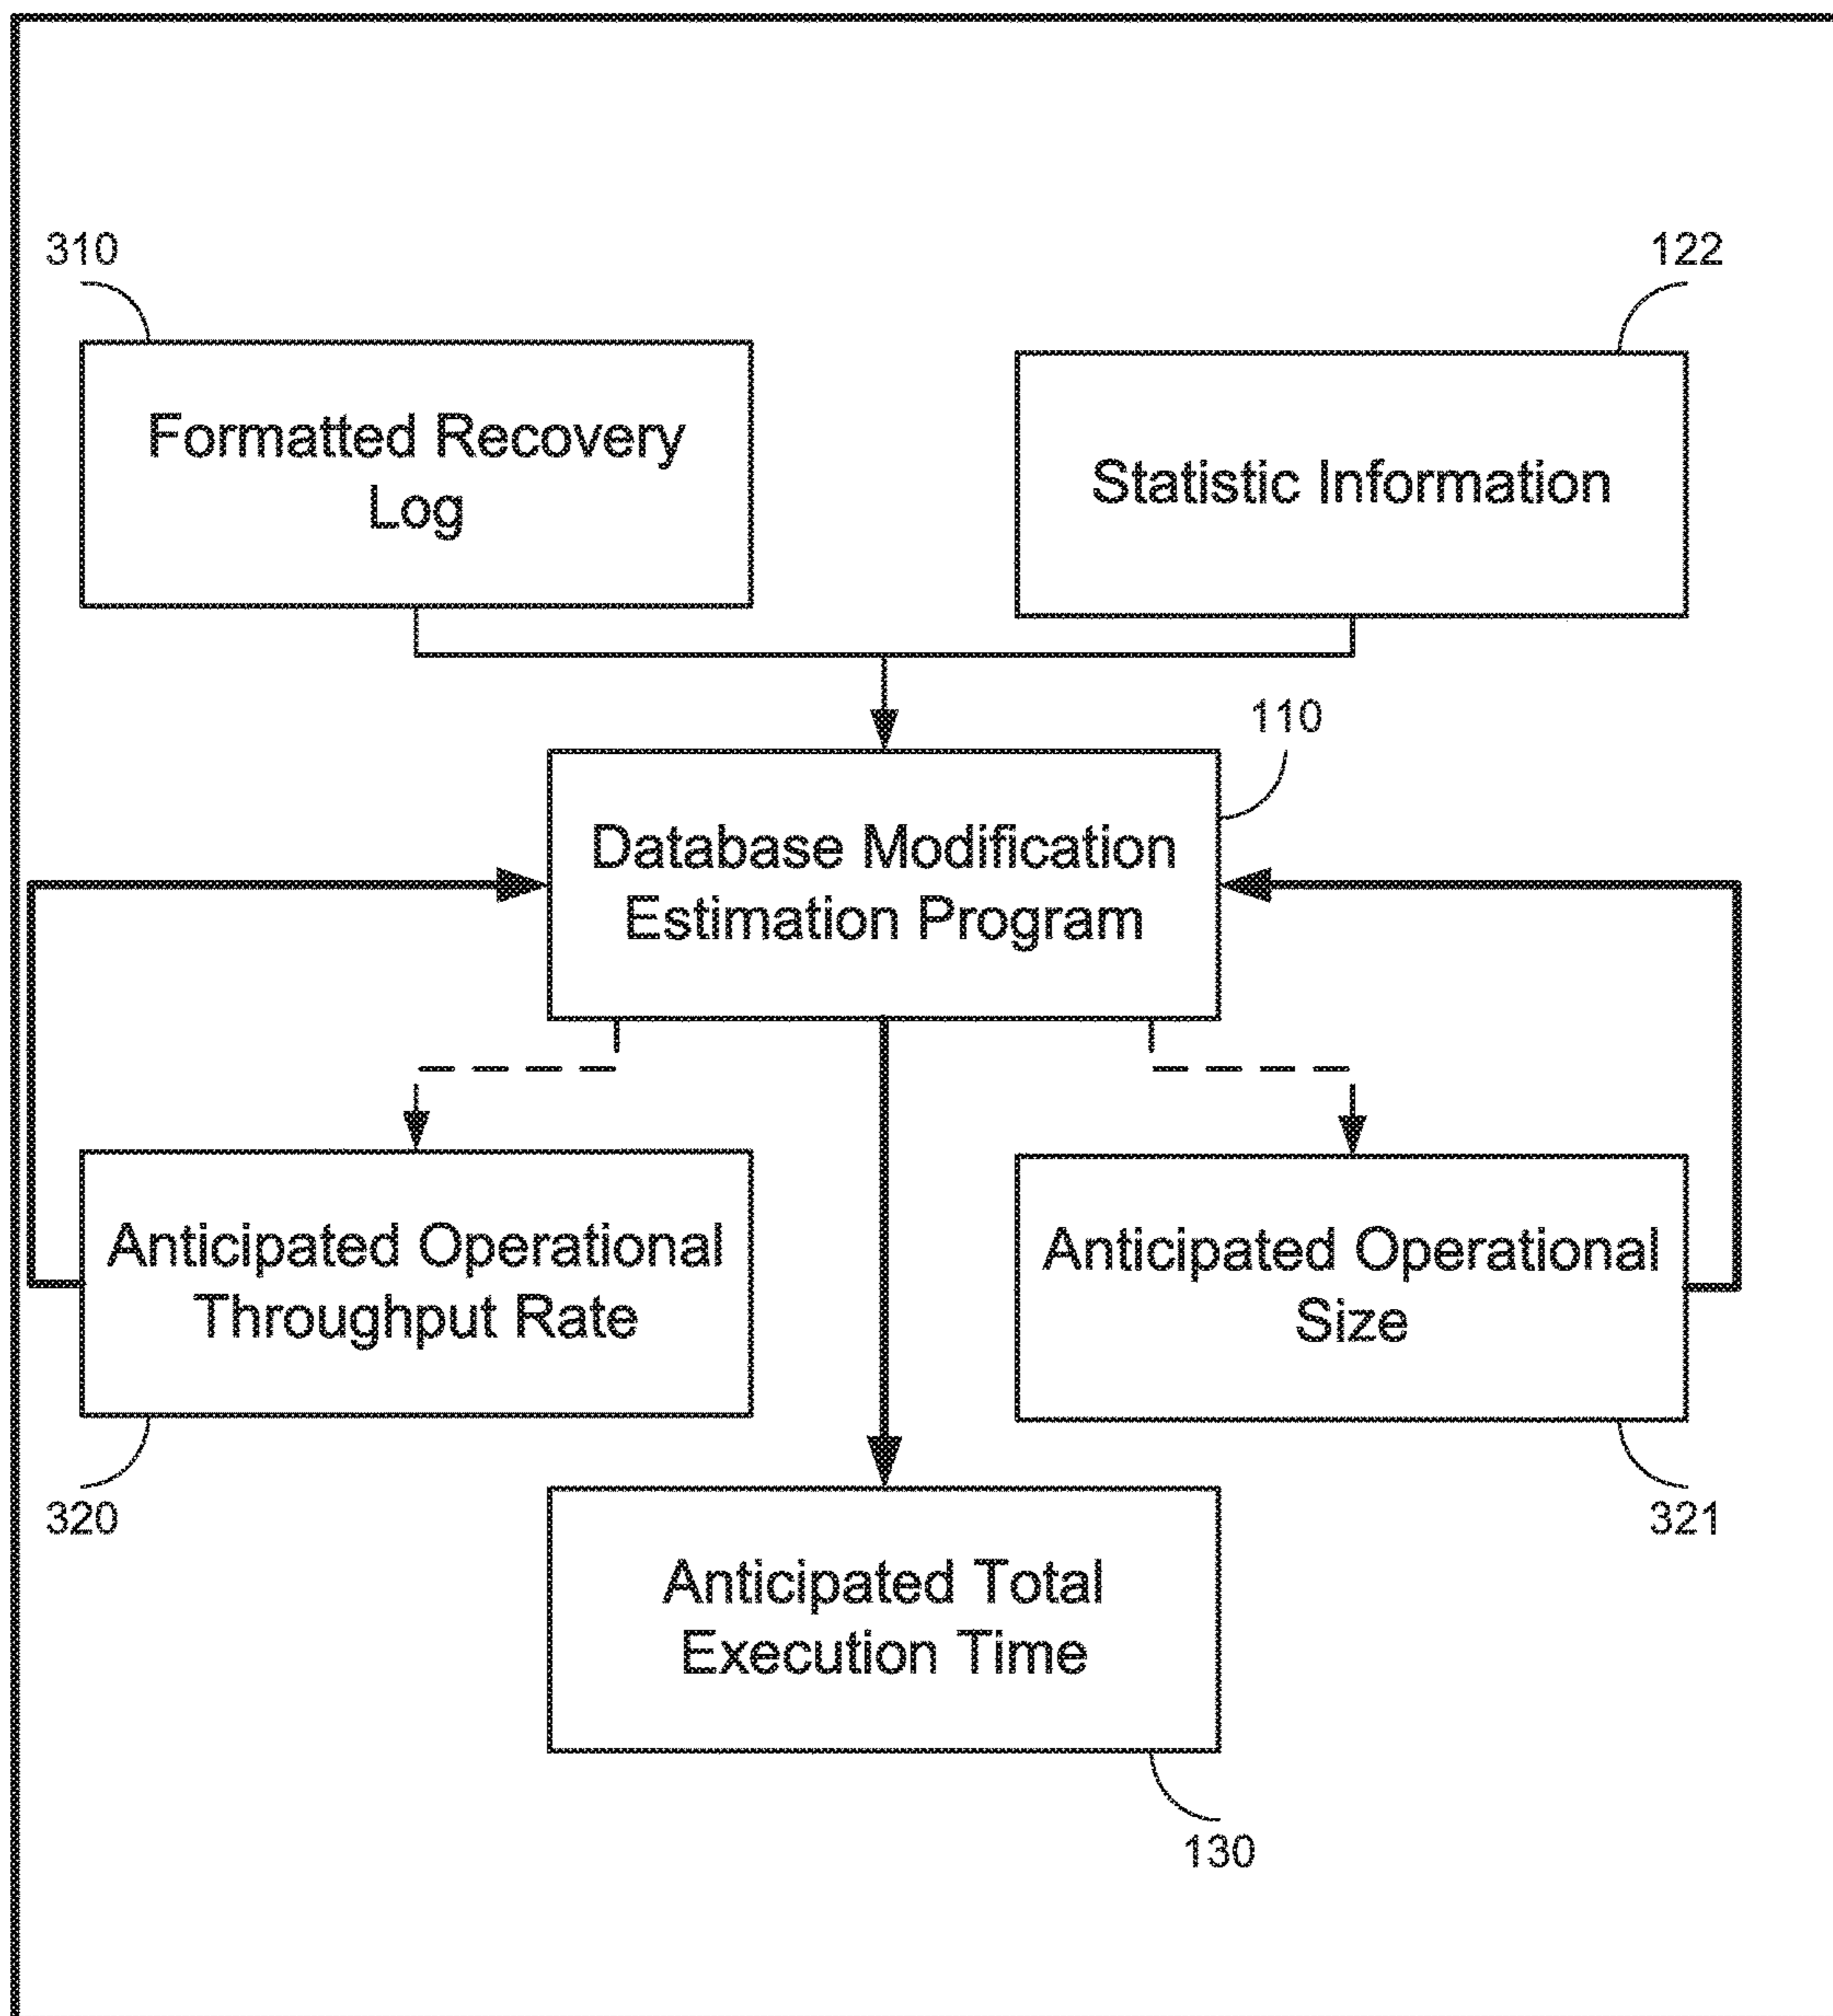 310
122
Formatted Recovery
Log
Statistic Information
110
Database Modification
Estimation Program
Anticipated Operational
Throughput Rate
Anticipated Operational
Size
320
321
Anticipated Total
Execution Time
130